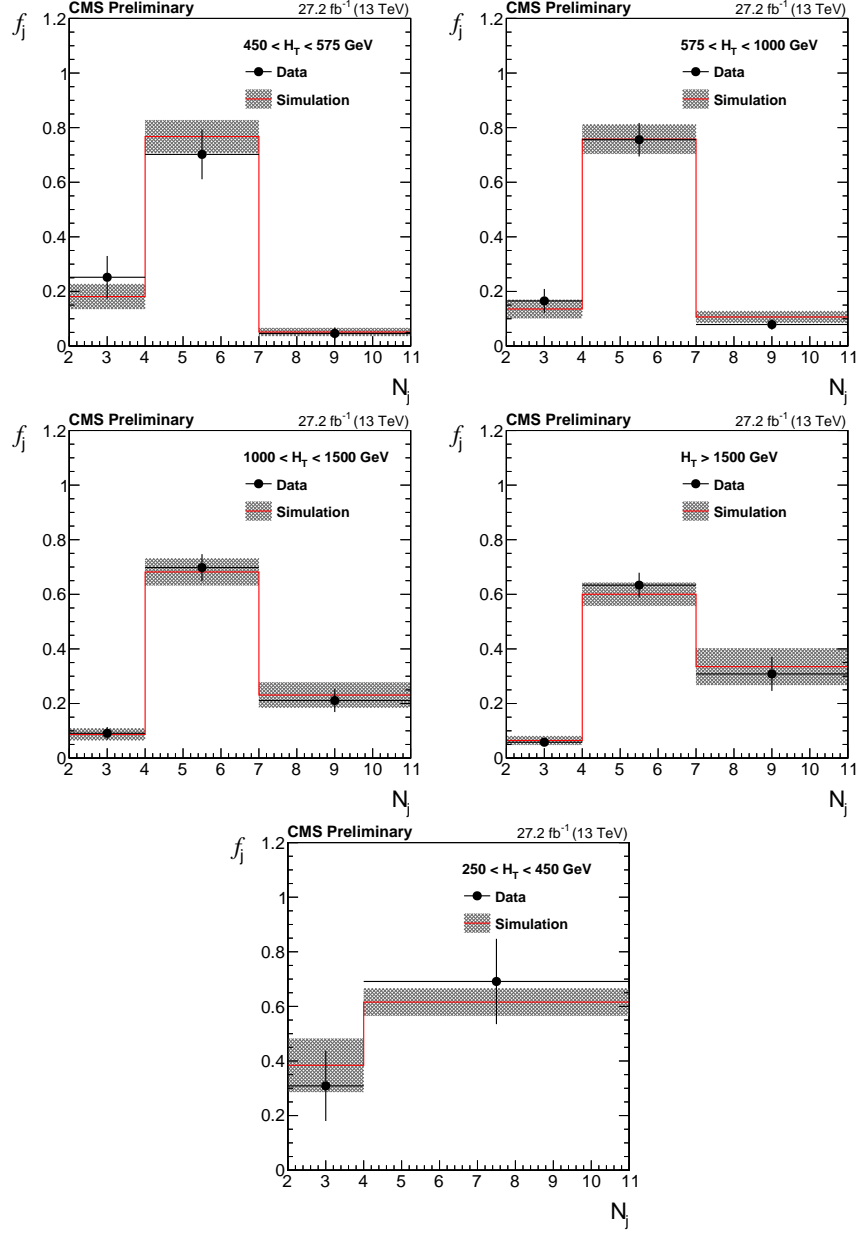 CMS Preliminary 27.2 fb⁻¹ (13 TeV)
f_j
450 < H_T < 575 GeV
Data
Simulation
1.2
1
0.8
0.6
0.4
0.2
0
2 3 4 5 6 7 8 9 10 11
N_j
CMS Preliminary 27.2 fb⁻¹ (13 TeV)
f_j
575 < H_T < 1000 GeV
Data
Simulation
1.2
1
0.8
0.6
0.4
0.2
0
2 3 4 5 6 7 8 9 10 11
N_j
CMS Preliminary 27.2 fb⁻¹ (13 TeV)
f_j
1000 < H_T < 1500 GeV
Data
Simulation
1.2
1
0.8
0.6
0.4
0.2
0
2 3 4 5 6 7 8 9 10 11
N_j
CMS Preliminary 27.2 fb⁻¹ (13 TeV)
f_j
H_T > 1500 GeV
Data
Simulation
1.2
1
0.8
0.6
0.4
0.2
0
2 3 4 5 6 7 8 9 10 11
N_j
CMS Preliminary 27.2 fb⁻¹ (13 TeV)
f_j
250 < H_T < 450 GeV
Data
Simulation
1.2
1
0.8
0.6
0.4
0.2
0
2 3 4 5 6 7 8 9 10 11
N_j